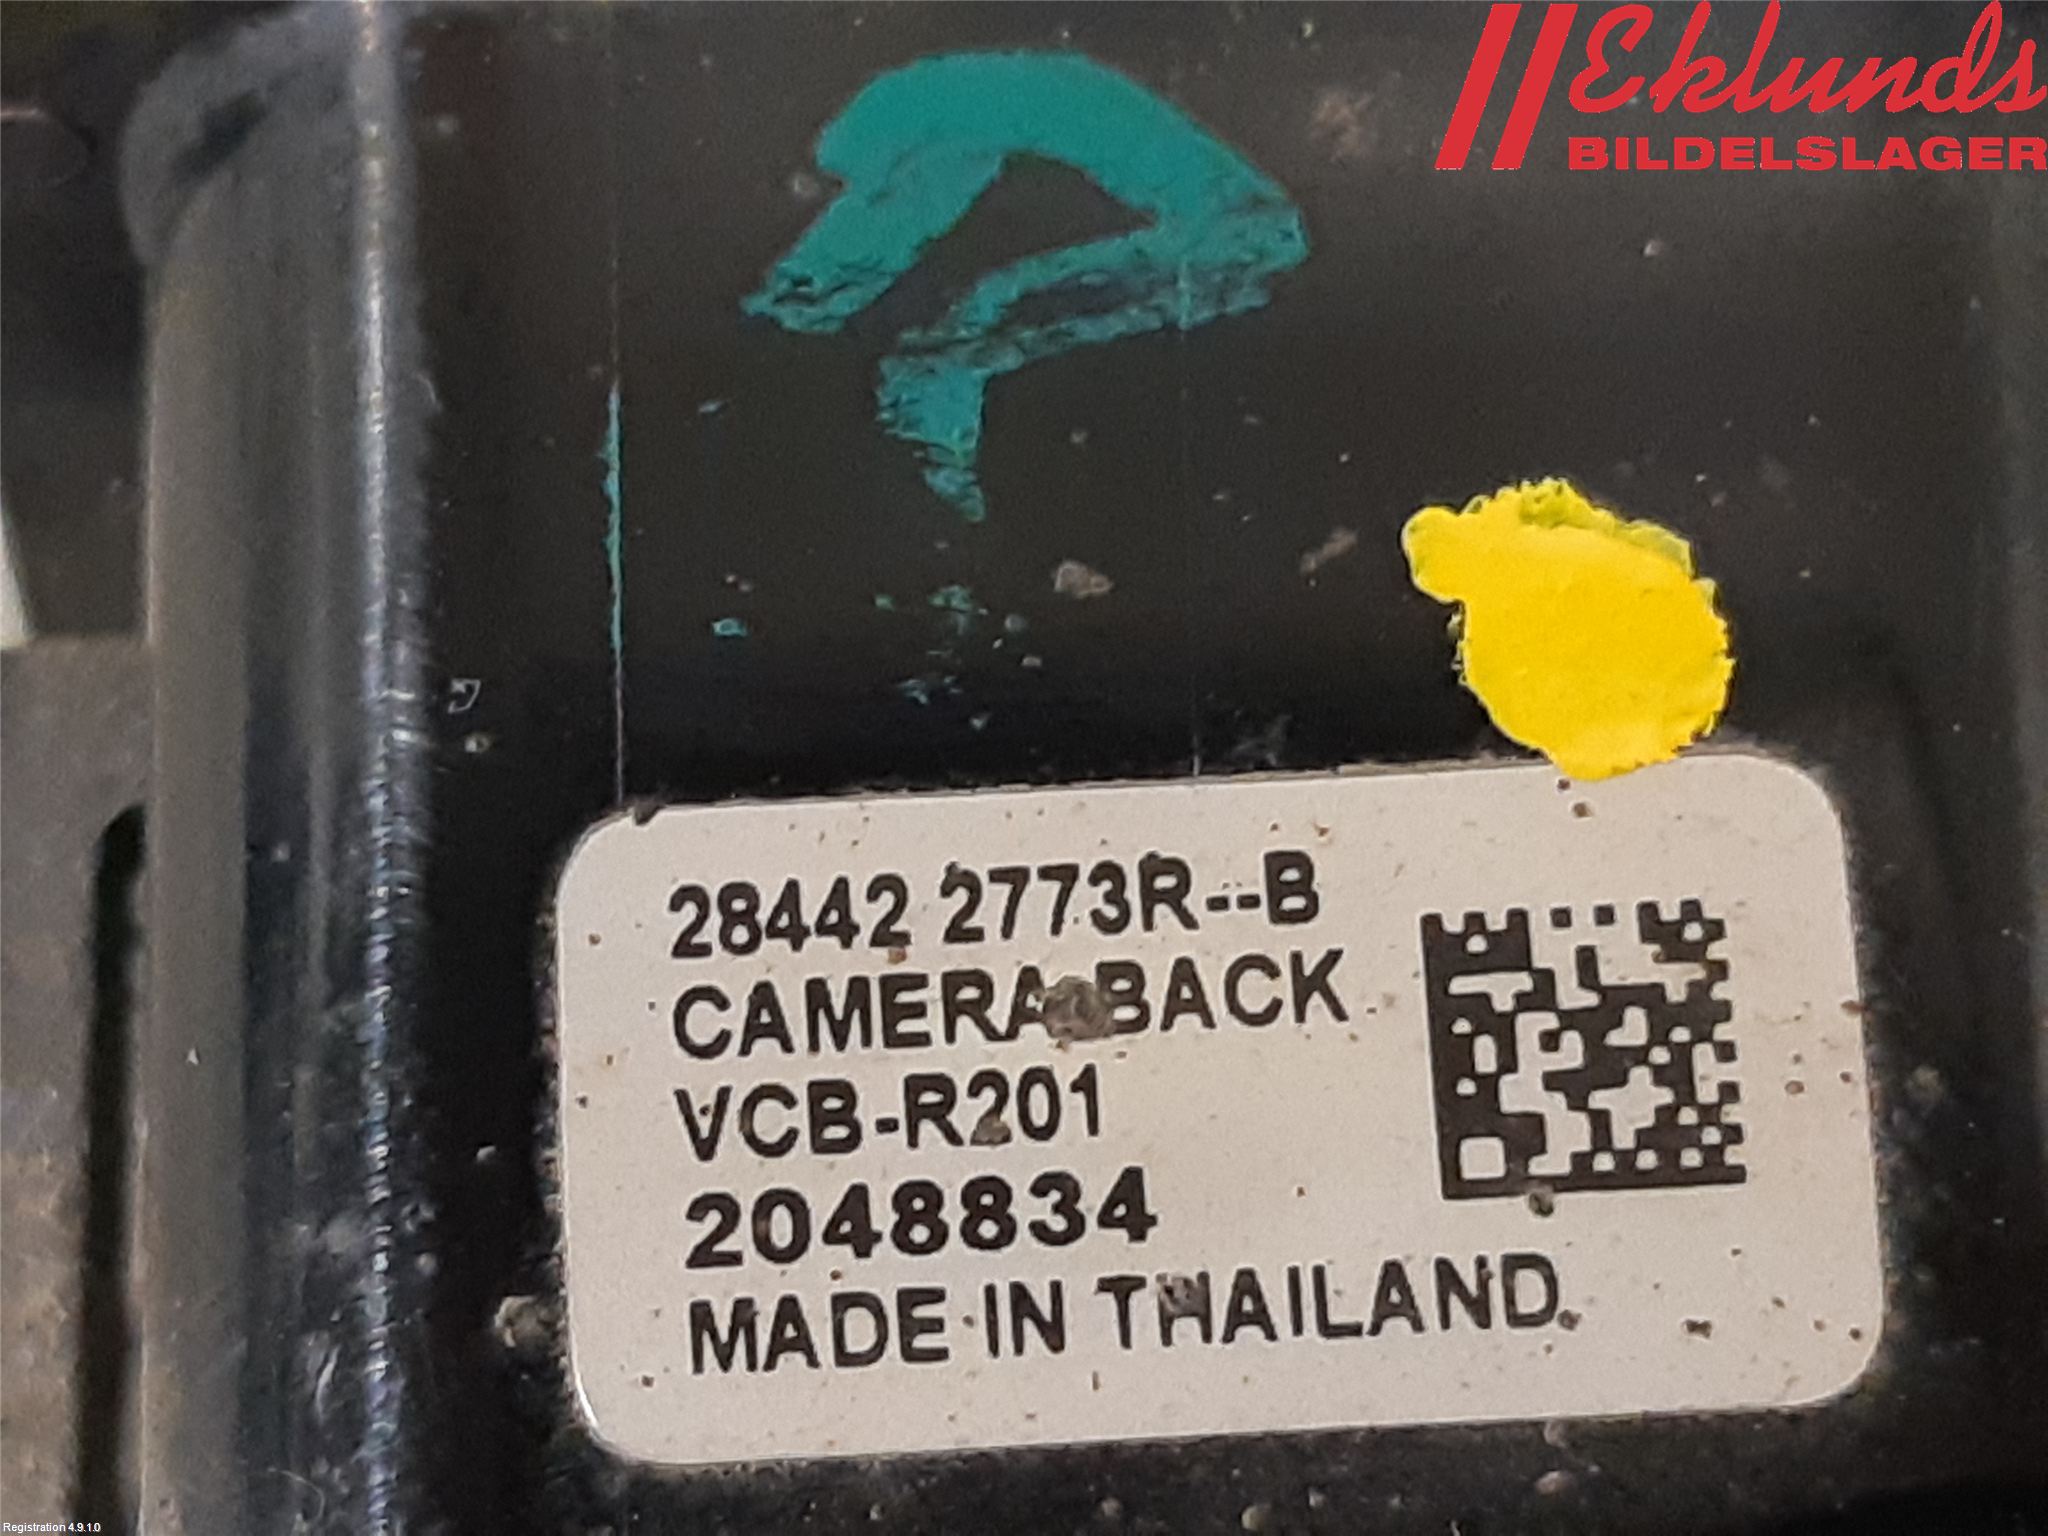 Eklunds
BILDELSLAGER
28442 2773R--B
CAMERA BACK
VCB-R201
2048834
MADE IN THAILAND
Registration 4.9.1.0